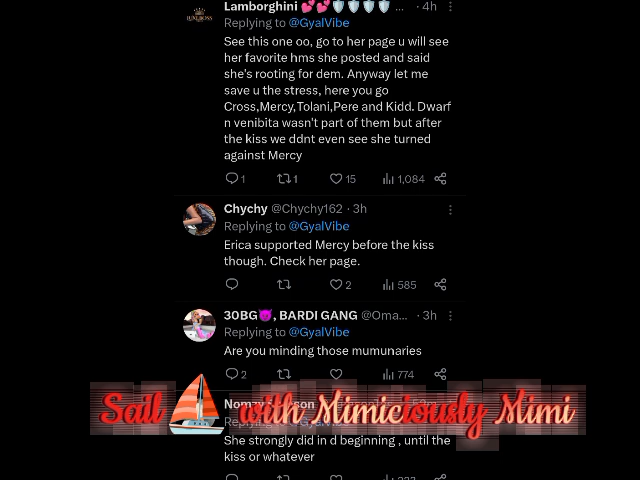 Lamborghini 💕💕🛡🛡🛡🛡 ... · 4h
Replying to @GyalVibe
See this one oo, go to her page u will see
her favorite hms she posted and said
she's rooting for dem. Anyway let me
save u the stress, here you go
Cross,Mercy,Tolani,Pere and Kidd. Dwarf
n venibita wasn't part of them but after
the kiss we ddnt even see she turned
against Mercy
1 1 15 1,084
Chychy @Chychy162 · 3h
Replying to @GyalVibe
Erica supported Mercy before the kiss
though. Check her page.
2 585
30BG😈, BARDI GANG @Oma... · 3h
Replying to @GyalVibe
Are you minding those mumunaries
2 774
Sail with Mimiciously Mimi
She strongly did in d beginning , until the
kiss or whatever